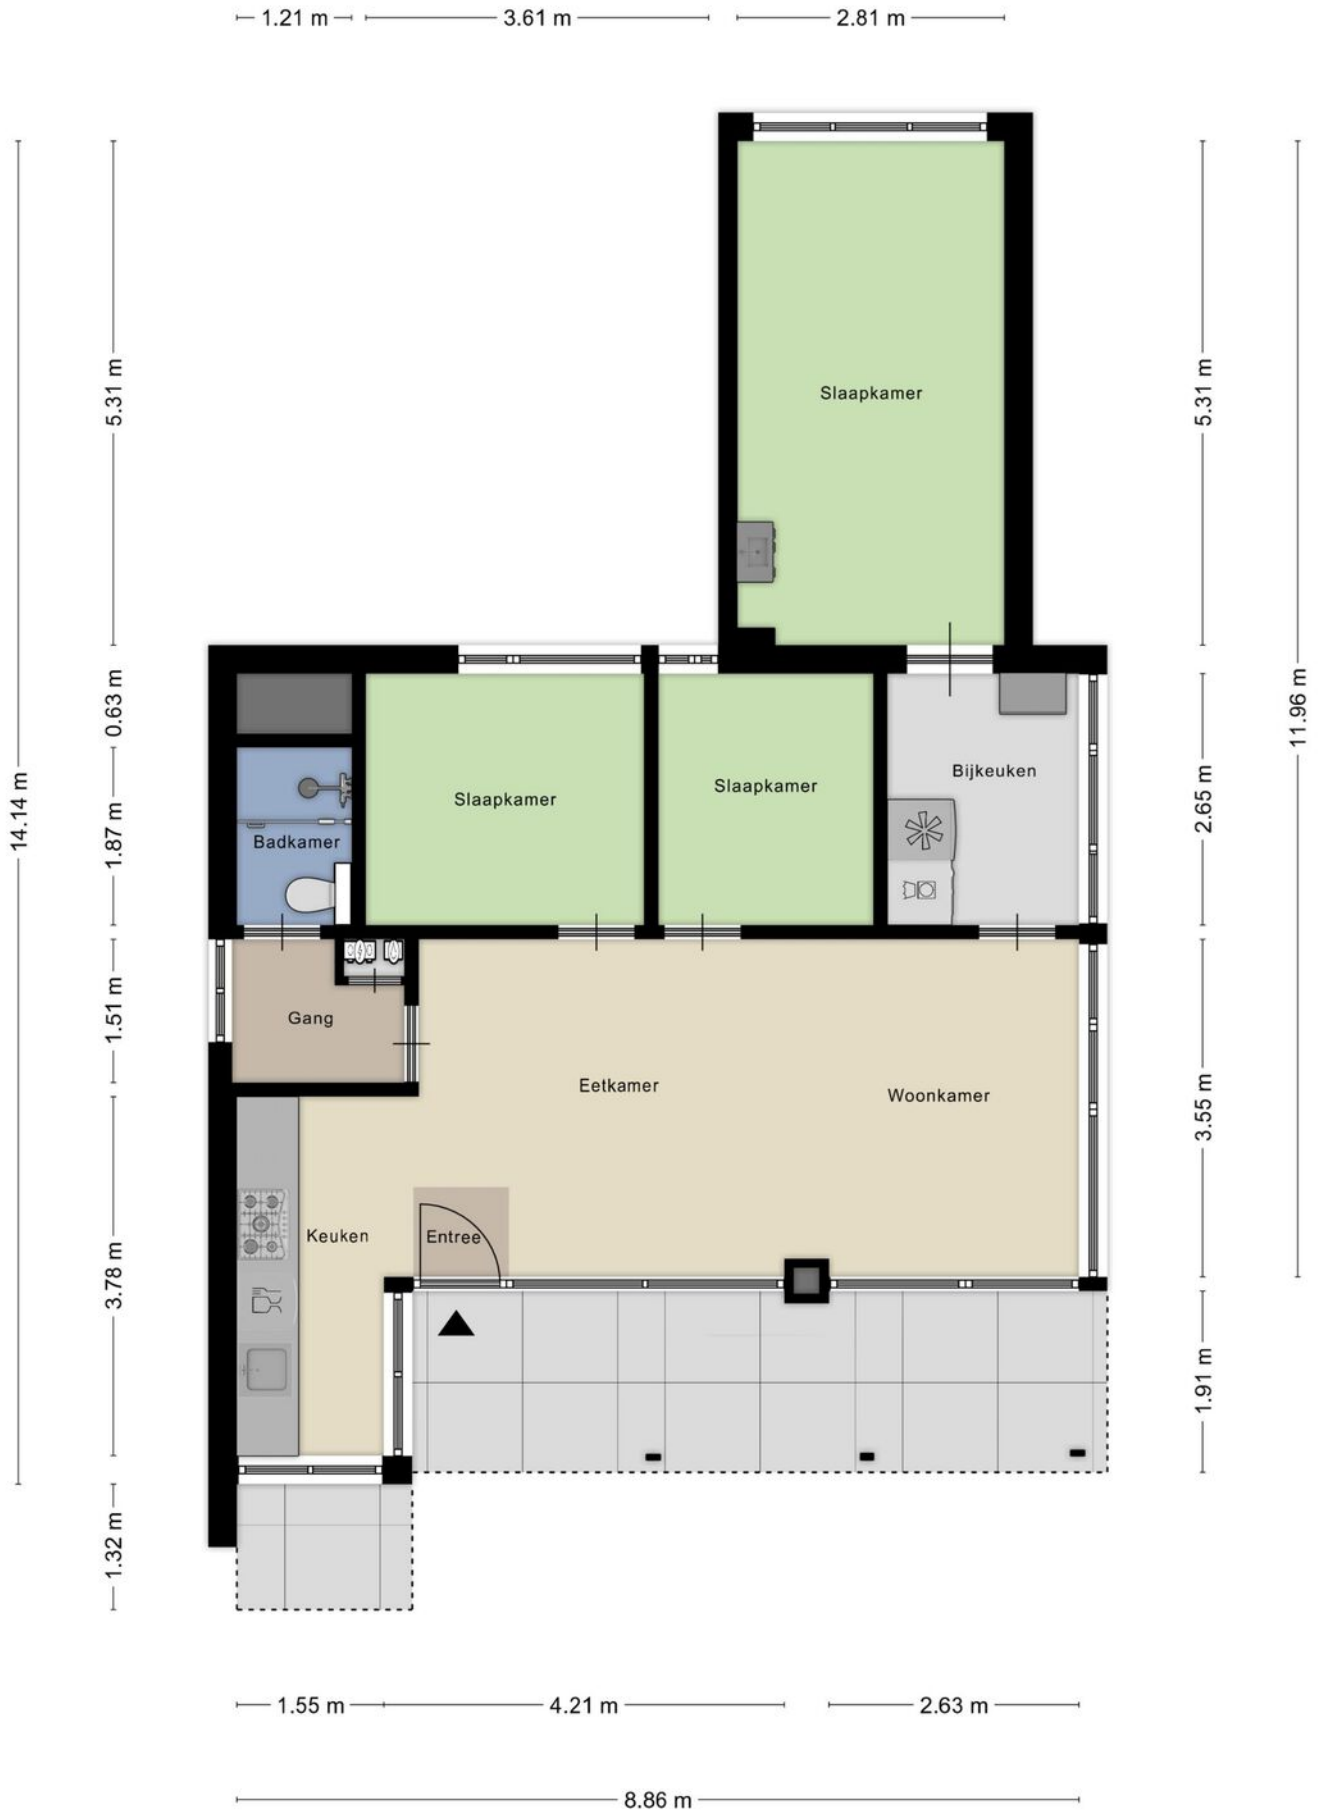 1.21 m
3.61 m
2.81 m
5.31 m
5.31 m
Slaapkamer
11.96 m
0.63 m
14.14 m
Bijkeuken
Slaapkamer
Slaapkamer
2.65 m
1.87 m
Badkamer
1.51 m
Gang
Eetkamer
Woonkamer
3.55 m
Keuken
Entree
3.78 m
1.91 m
1.32 m
1.55 m
4.21 m
2.63 m
8.86 m